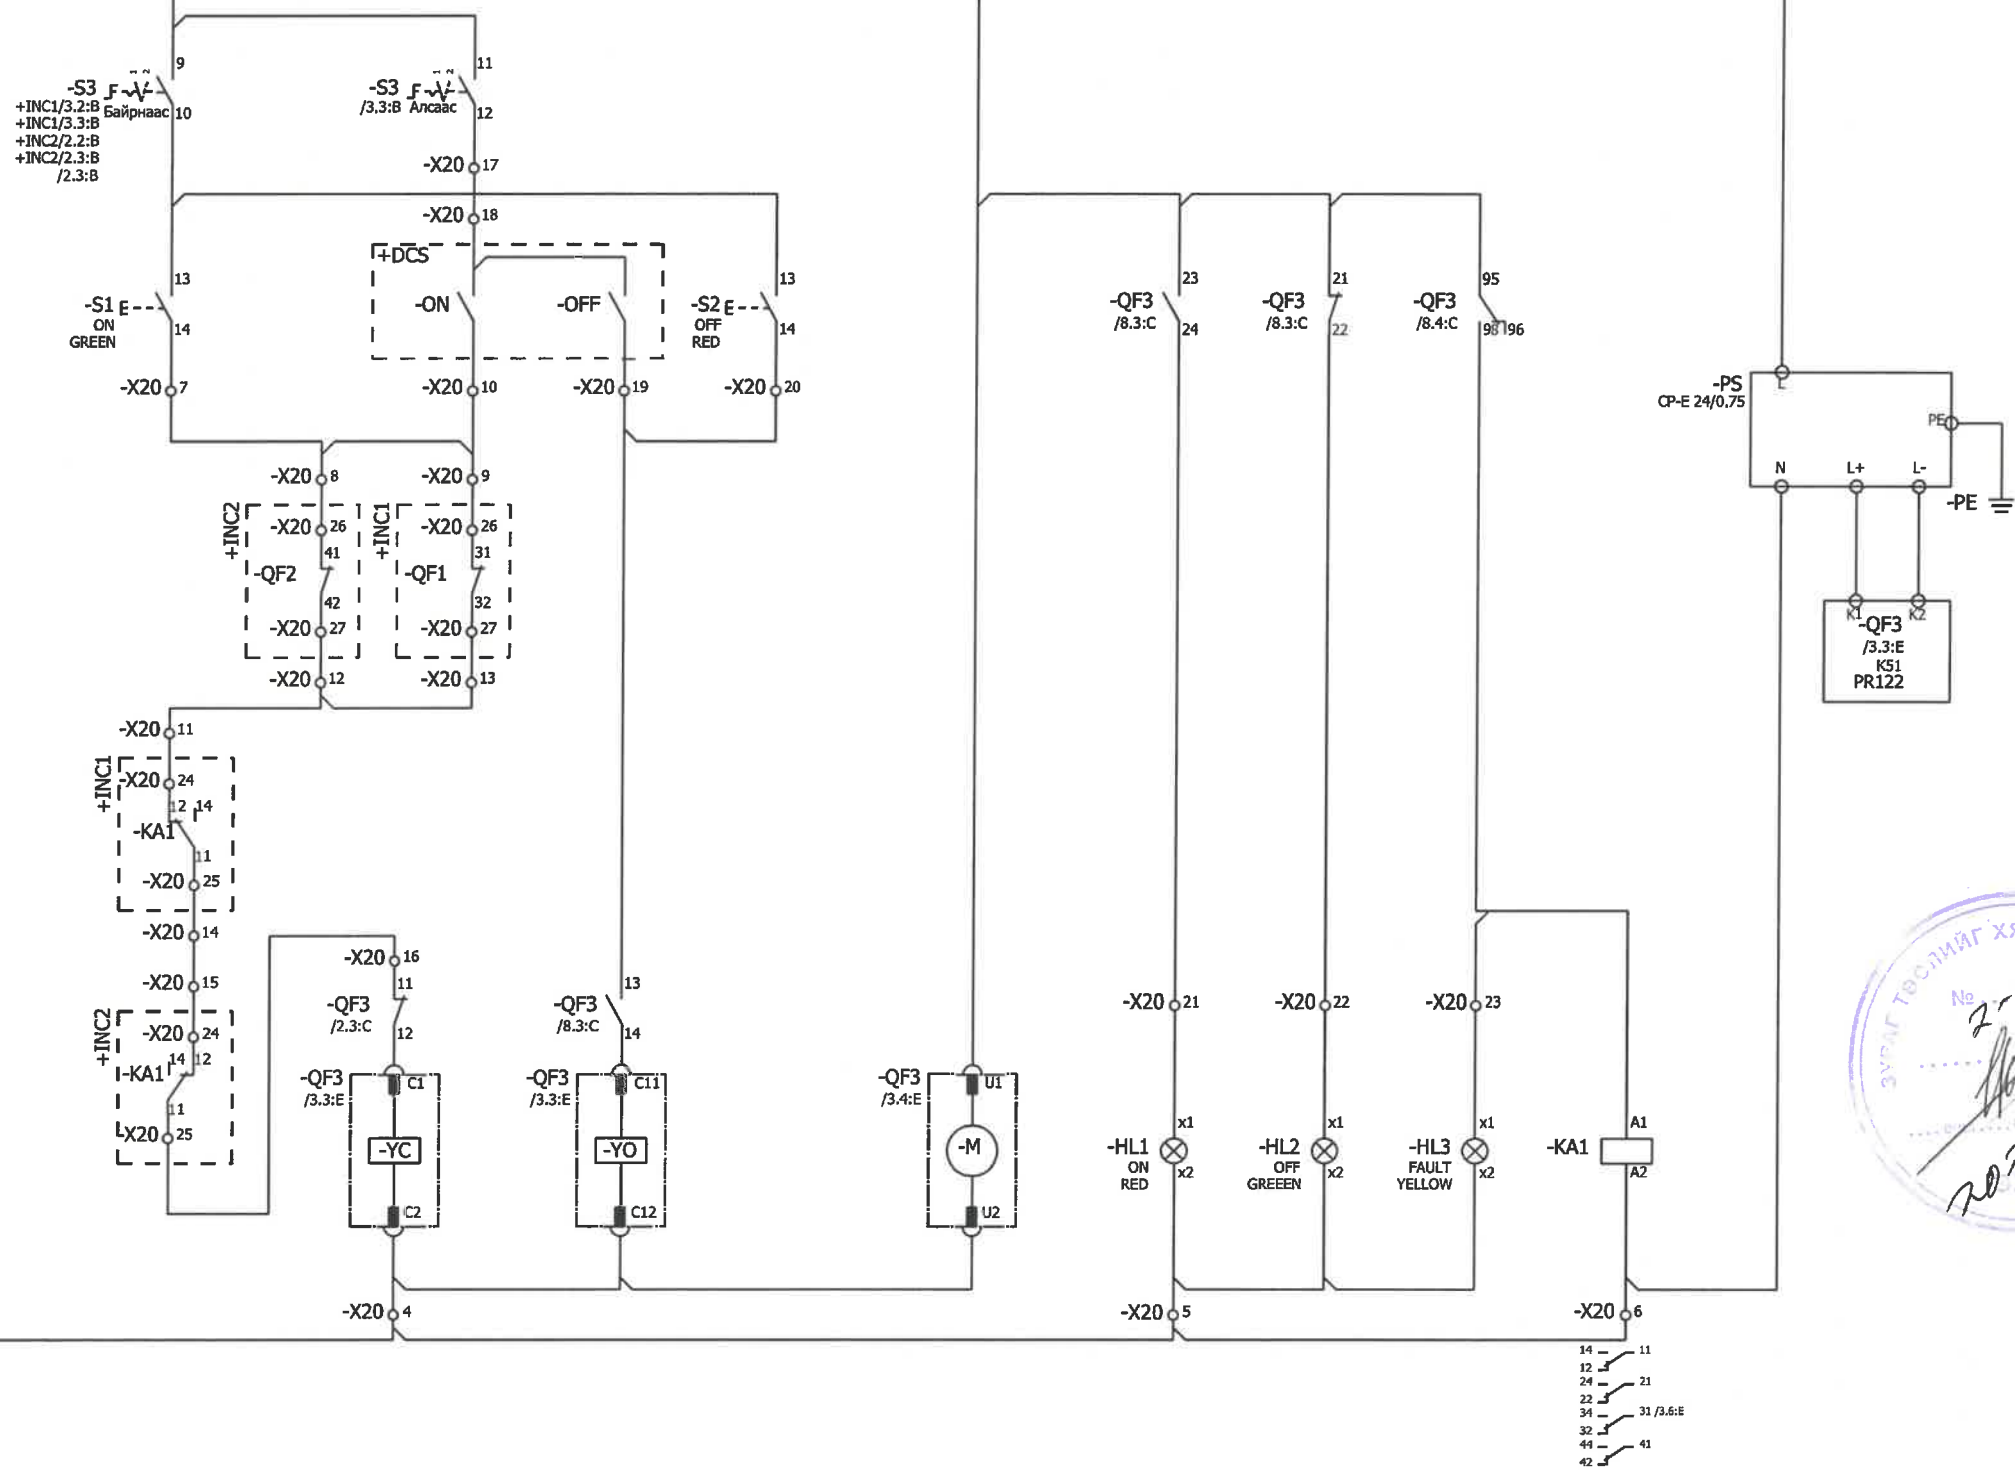 9
11
-S3
1 2
-S3
1 2
+INC1/3.2:B
Байрнаас
10
/3.3:B
Алсаас
12
+INC1/3.3:B
+INC2/2.2:B
+INC2/2.3:B
/2.3:B
-X20 17
-X20 18
+DCS
13
-S1 E
ON
GREEN
14
-ON
-OFF
13
-S2 E
OFF
RED
14
23
-QF3
/8.3:C
24
21
-QF3
/8.3:C
22
95
-QF3
/8.4:C
98 96
-X20 7
-X20 10
-X20 19
-X20 20
-PS
CP-E 24/0,75
L
PE
N
L+
L-
-PE
-X20 8
-X20 9
+INC2
-X20 26
41
-QF2
42
-X20 27
+INC1
-X20 26
31
-QF1
32
-X20 27
K1
K2
-QF3
/3.3:E
K51
PR122
-X20 12
-X20 13
-X20 11
+INC1
-X20 24
12 14
-KA1
11
-X20 25
-X20 14
-X20 15
+INC2
-X20 24
14 12
-KA1
11
-X20 25
-X20 16
11
-QF3
/2.3:C
12
13
-QF3
/8.3:C
14
-X20 21
-X20 22
-X20 23
-QF3
/3.3:E
C1
-YC
C2
-QF3
/3.3:E
C11
-YO
C12
-QF3
/3.4:E
U1
-M
U2
x1
-HL1
ON
RED
x2
x1
-HL2
OFF
GREEEN
x2
x1
-HL3
FAULT
YELLOW
x2
A1
-KA1
A2
-X20 4
-X20 5
-X20 6
14 11
12
24 21
22
34 31 /3.6:E
32
44 41
42
ЗУРАГ ТӨСЛИЙГ
№